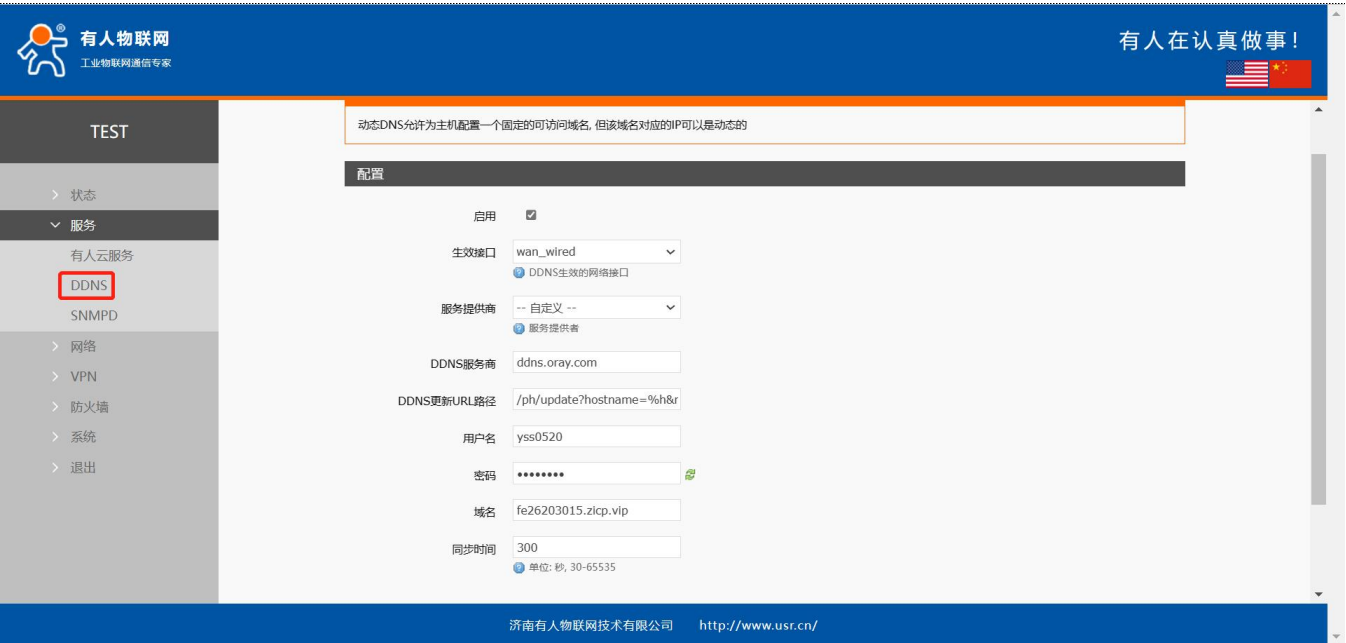 有人物联网
工业物联网通信专家
有人在认真做事!
TEST
状态
服务
有人云服务
DDNS
SNMPD
网络
VPN
防火墙
系统
退出
动态DNS允许为主机配置一个固定的可访问域名, 但该域名对应的IP可以是动态的
配置
启用
生效接口 wan_wired
DDNS生效的网络接口
服务提供商 -- 自定义 --
服务提供者
DDNS服务商 ddns.oray.com
DDNS更新URL路径 /ph/update?hostname=%h&r
用户名 yss0520
密码 ••••••••
域名 fe26203015.zicp.vip
同步时间 300
单位: 秒, 30-65535
济南有人物联网技术有限公司 http://www.usr.cn/